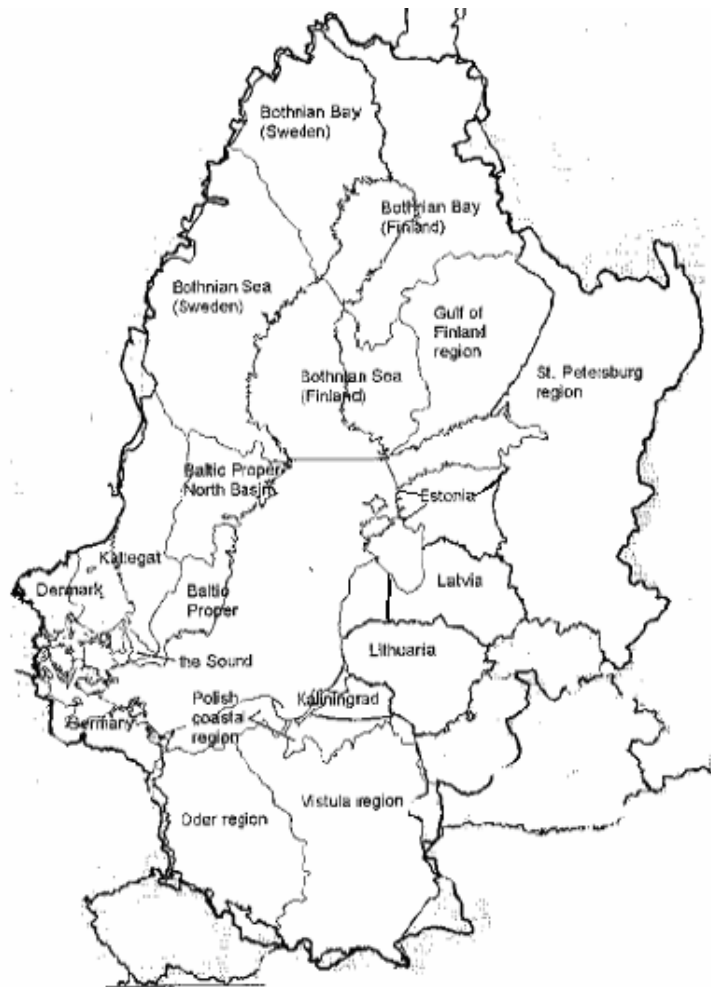 Bothnian Bay
(Sweden)
Bothnian Bay
(Finland)
Bothnian Sea
(Sweden)
Gulf of
Finland
region
Bothnian Sea
(Finland)
St. Petersburg
region
Baltic Proper
North Basin
Estonia
Kattegat
Denmark
Baltic
Proper
Latvia
Lithuaria
the Sound
Polish
coastal
region
Kaliningrad
Germany
Vistula region
Oder region